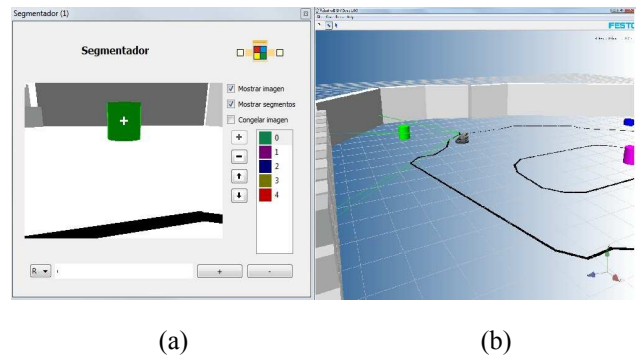 Segmentador (1)
Segmentador
Mostrar imagen
Mostrar segmentos
Congelar imagen
0
1
2
3
4
R
FESTO
(a)
(b)